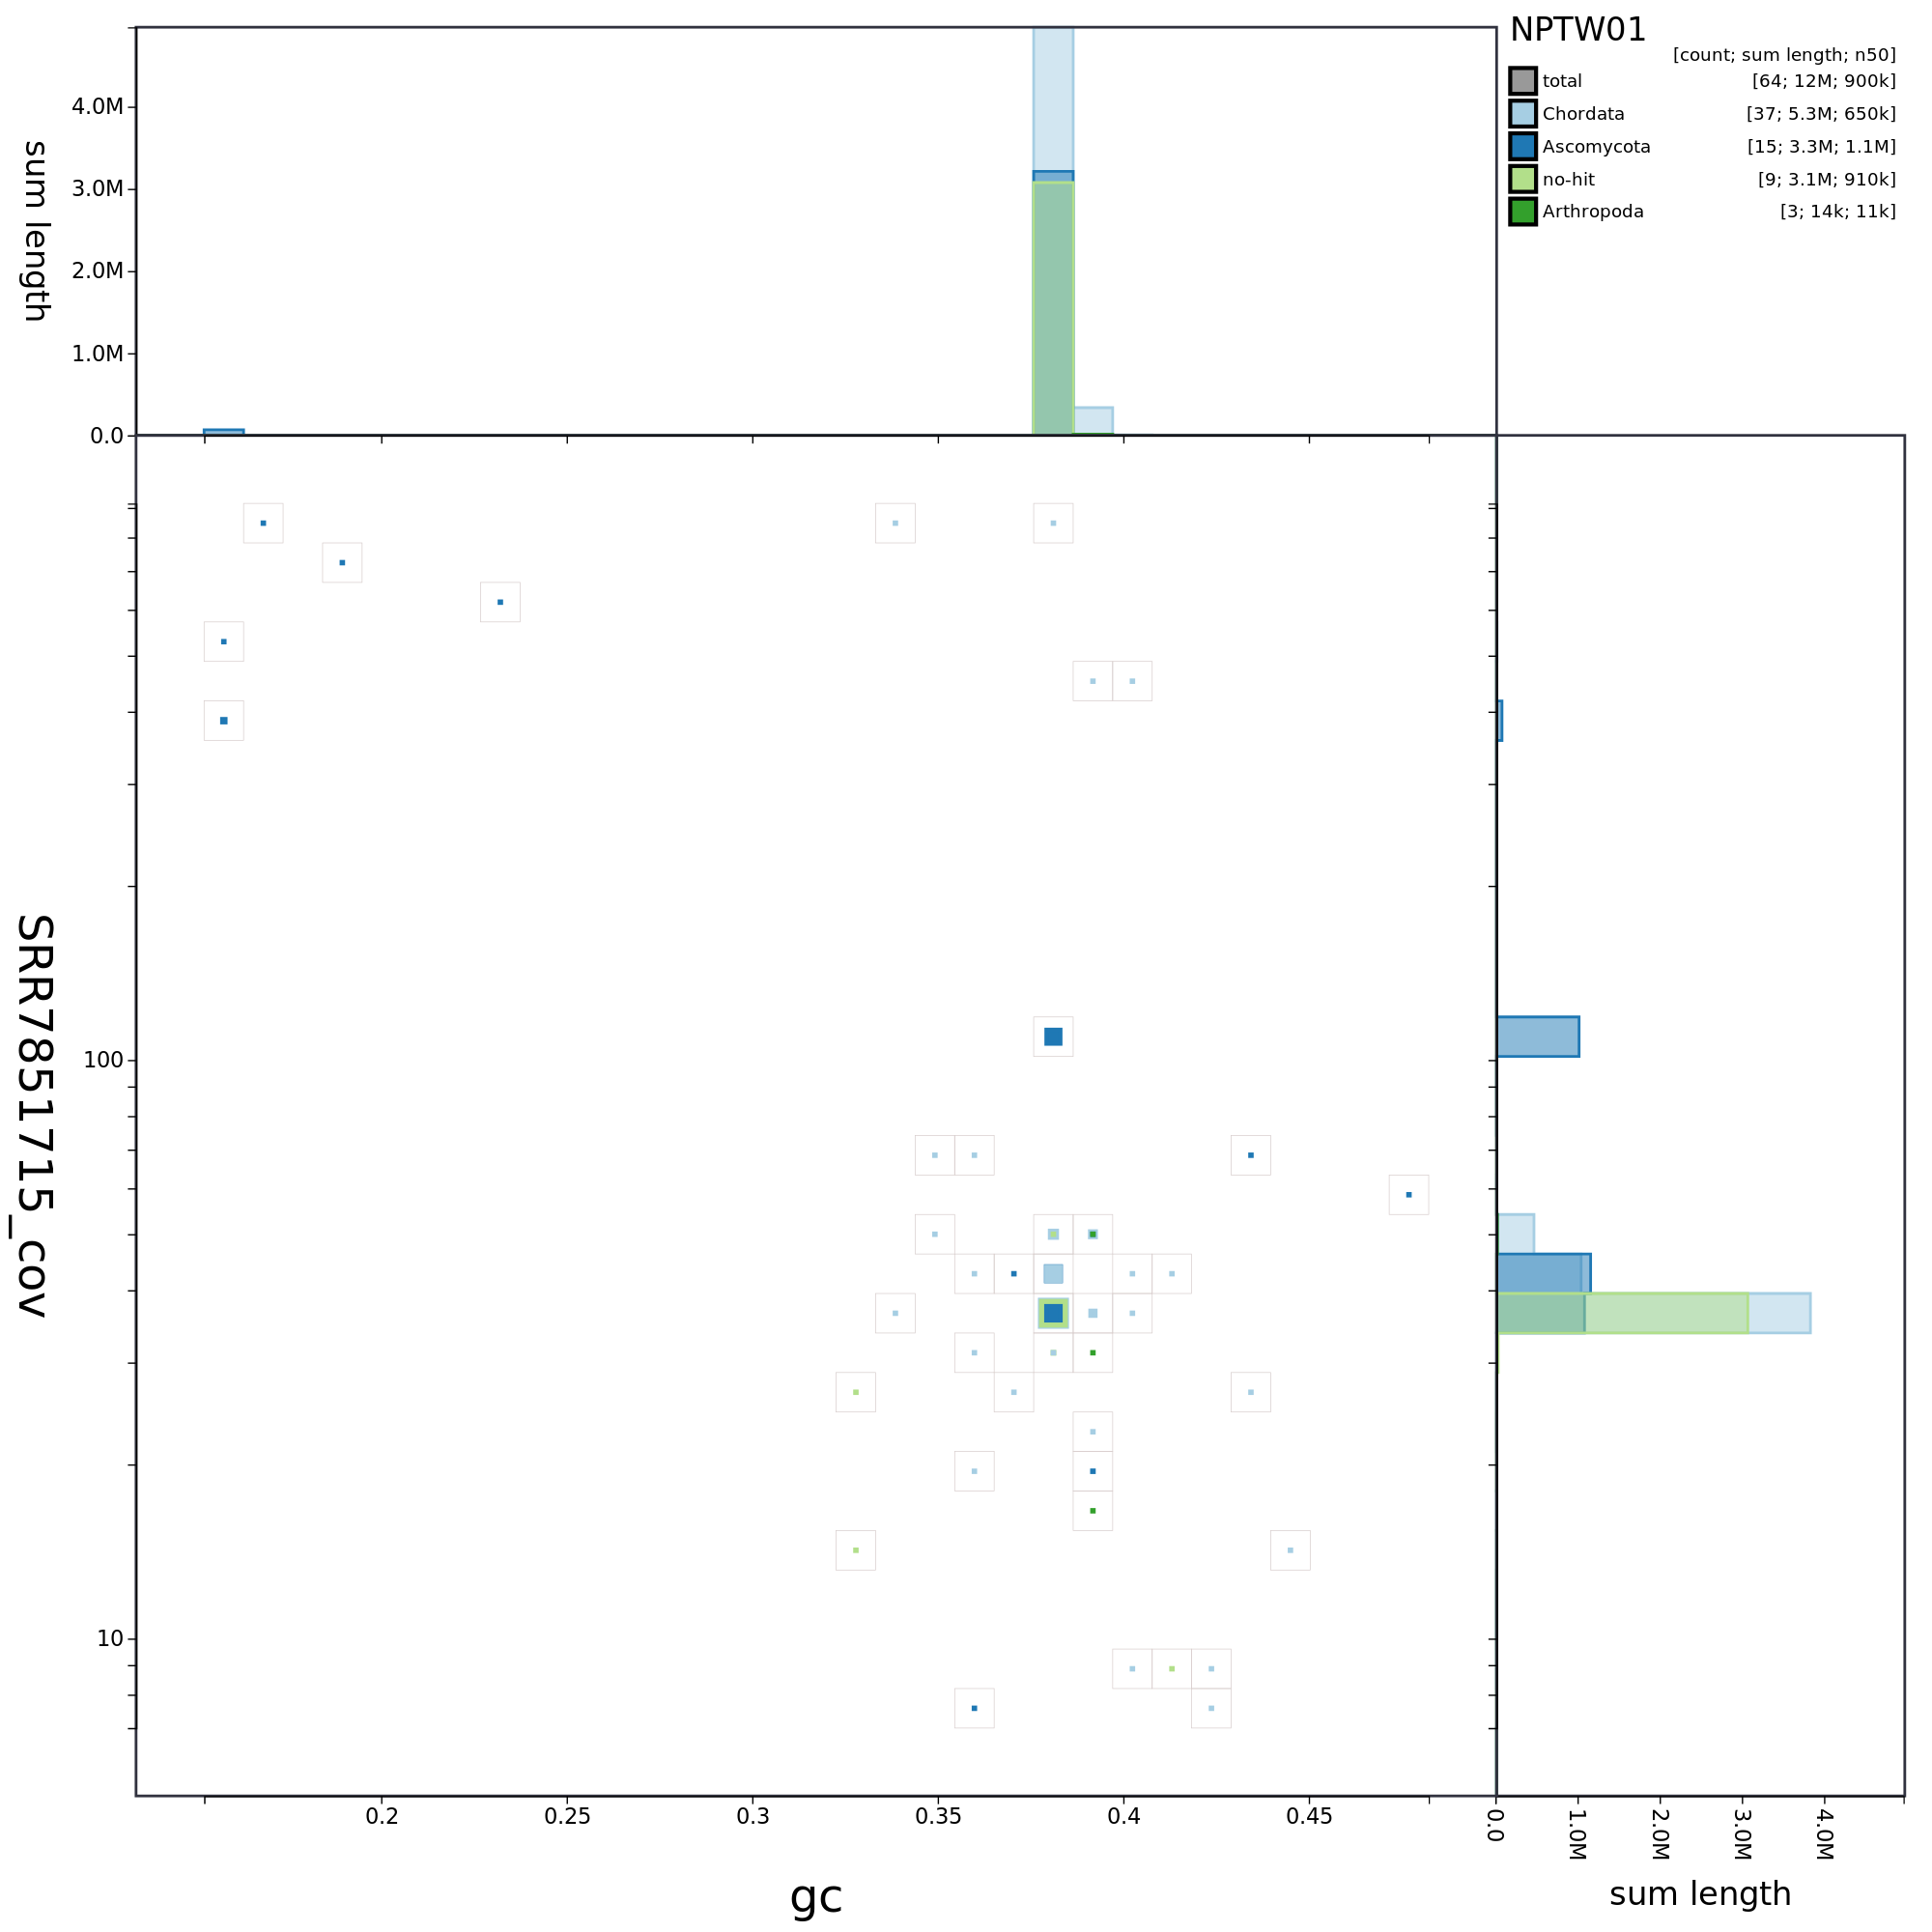 NPTW01
[count; sum length; n50]
total [64; 12M; 900k]
Chordata [37; 5.3M; 650k]
Ascomycota [15; 3.3M; 1.1M]
no-hit [9; 3.1M; 910k]
Arthropoda [3; 14k; 11k]
sum length
4.0M
3.0M
2.0M
1.0M
0.0
SRR7851715_cov
100
10
0.2 0.25 0.3 0.35 0.4 0.45
gc
0.0 1.0M 2.0M 3.0M 4.0M
sum length